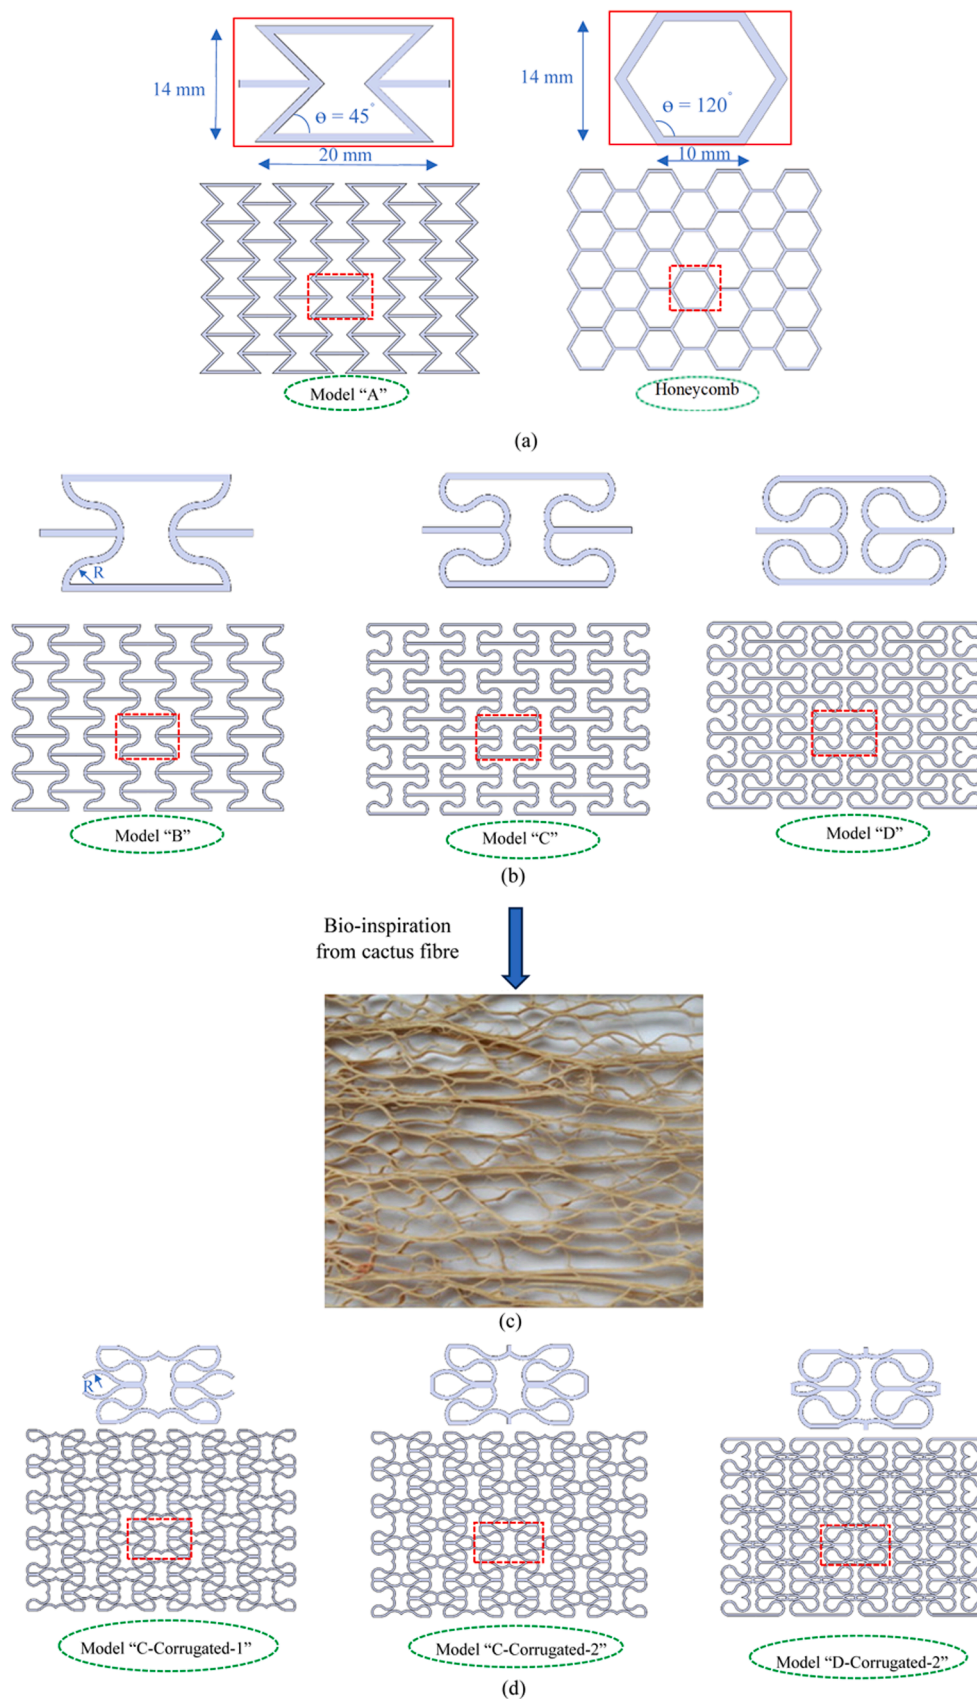 14 mm
ɵ = 45°
20 mm
14 mm
ɵ = 120°
10 mm
Model “A”
Honeycomb
(a)
R
Model “B”
Model “C”
Model “D”
(b)
Bio-inspiration
from cactus fibre
(c)
R
Model “C-Corrugated-1”
Model “C-Corrugated-2”
Model “D-Corrugated-2”
(d)